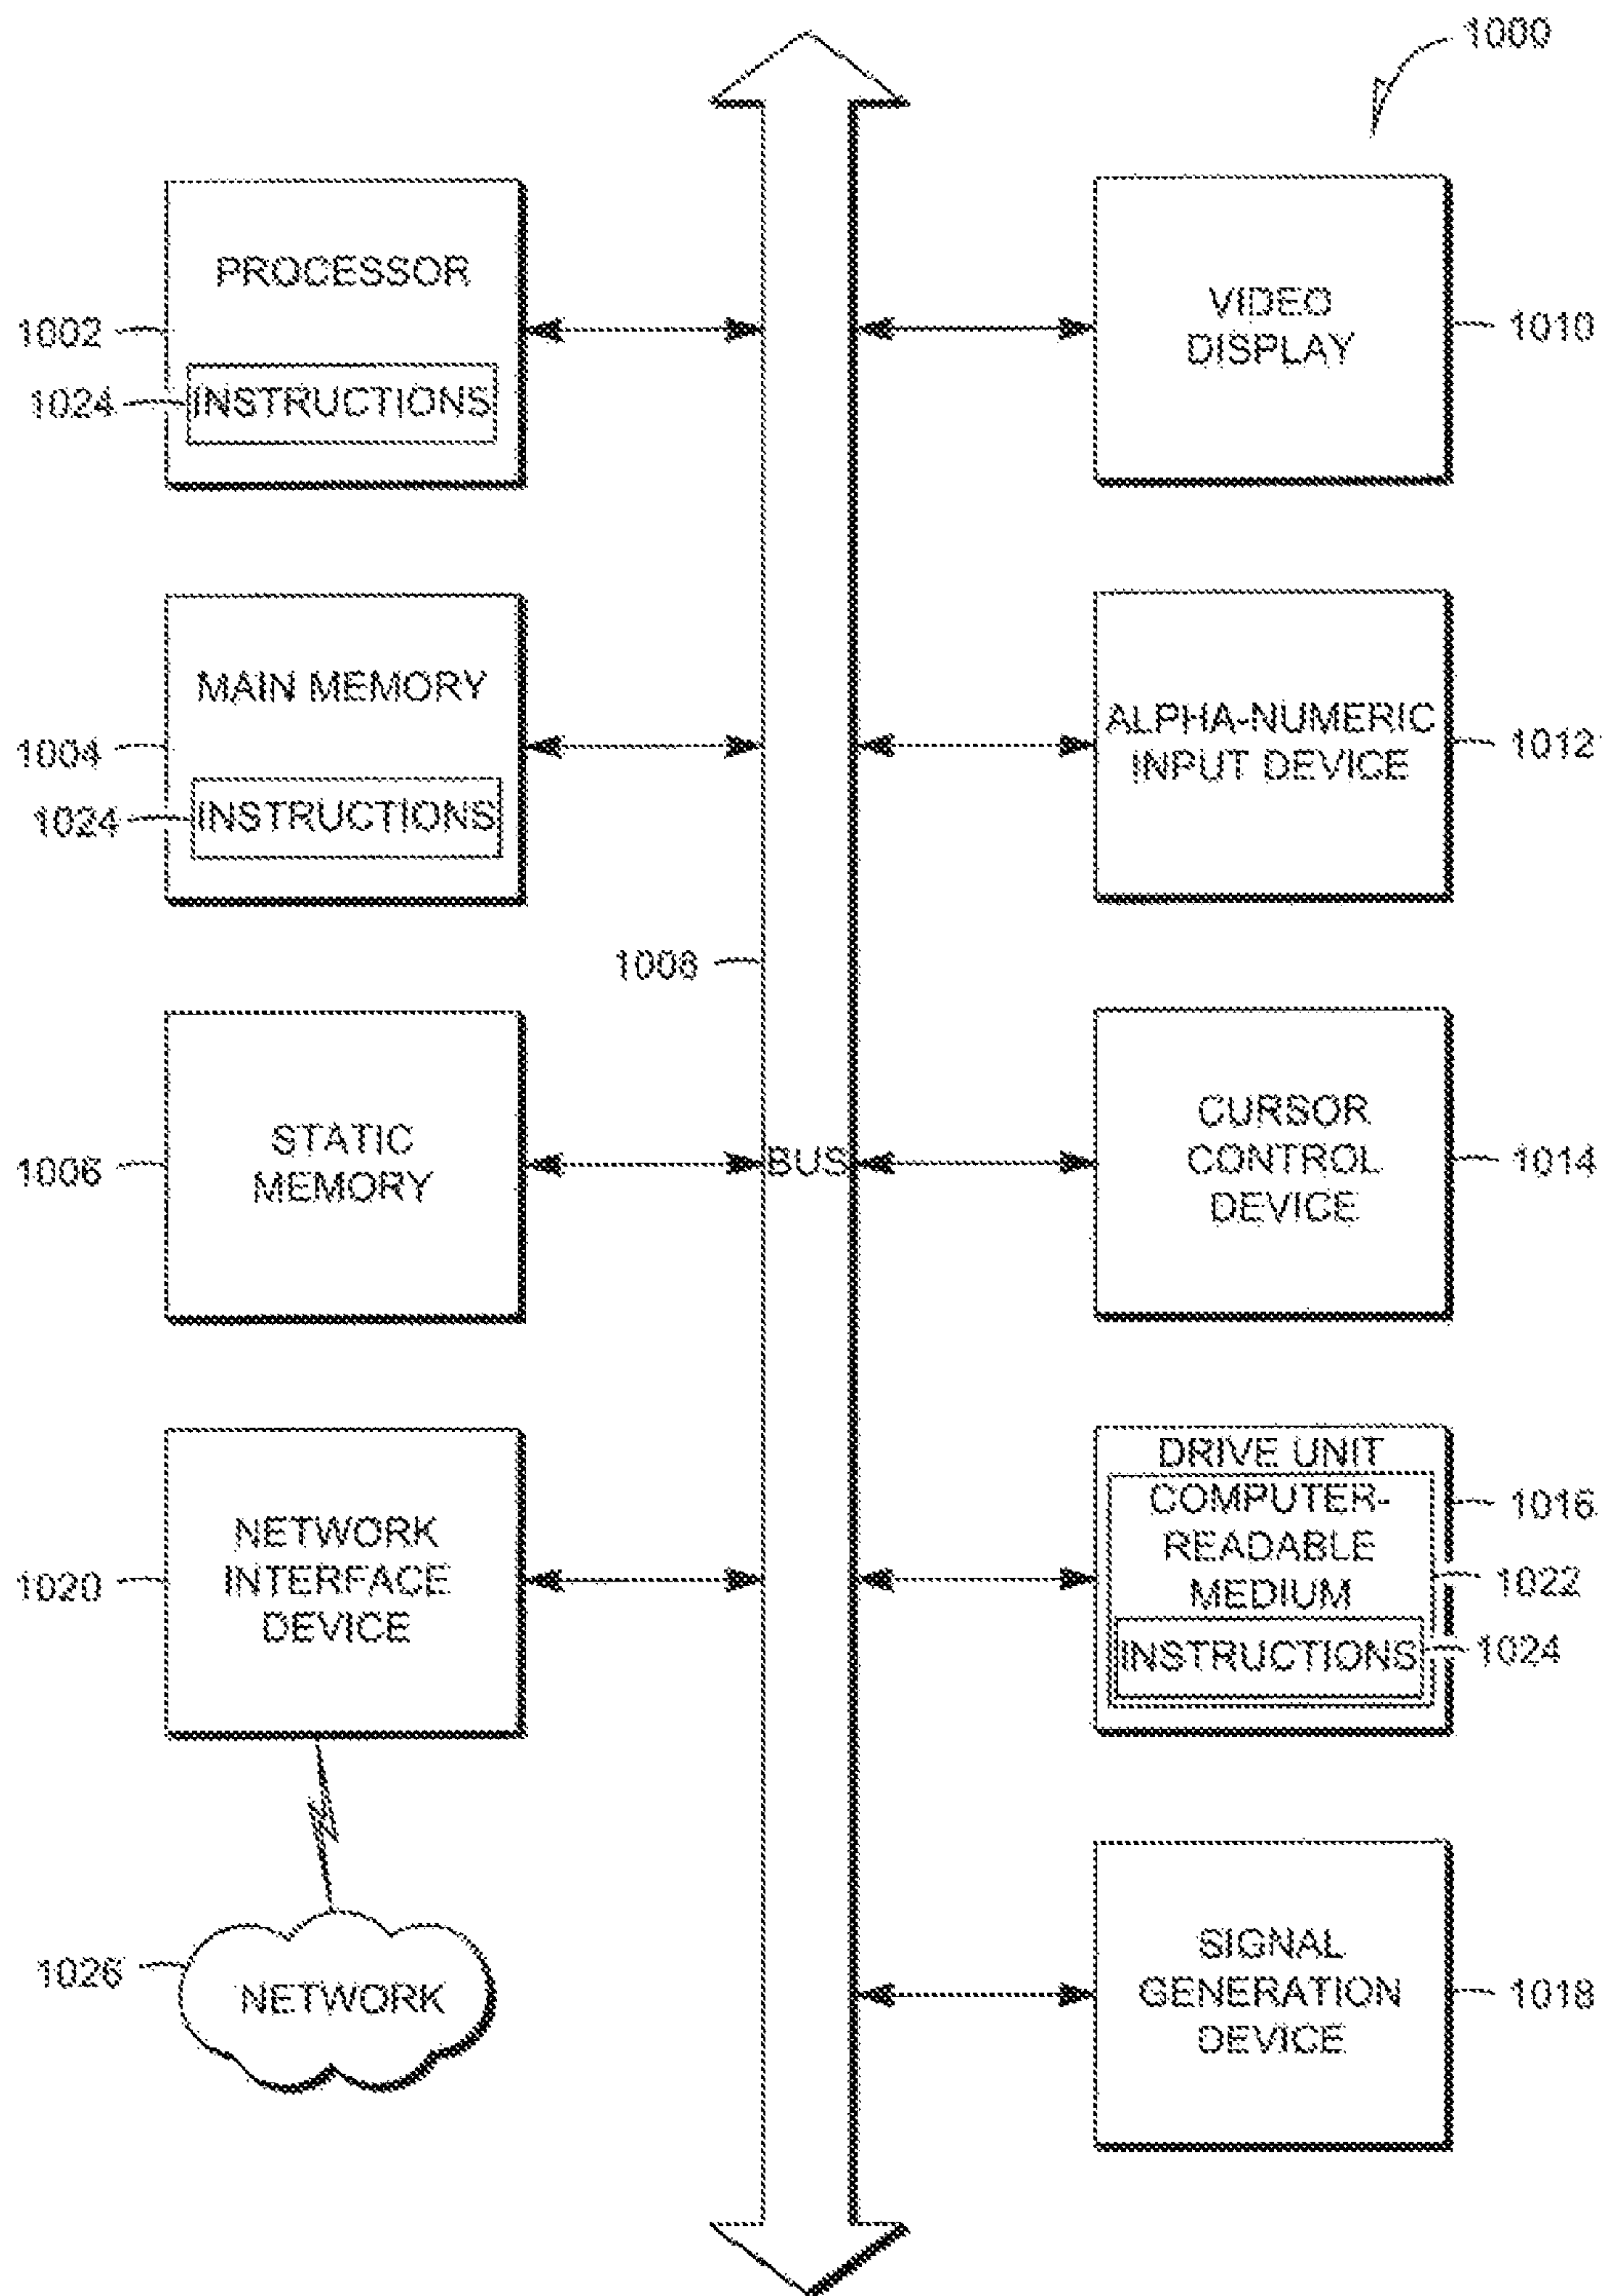 1000
PROCESSOR
1002
1024
INSTRUCTIONS
VIDEO
DISPLAY
1010
MAIN MEMORY
1004
1024
INSTRUCTIONS
ALPHA-NUMERIC
INPUT DEVICE
1012
1008
STATIC
MEMORY
1006
BUS
CURSOR
CONTROL
DEVICE
1014
NETWORK
INTERFACE
DEVICE
1020
DRIVE UNIT
COMPUTER-
READABLE
MEDIUM
INSTRUCTIONS
1016
1022
1024
1026
NETWORK
SIGNAL
GENERATION
DEVICE
1018